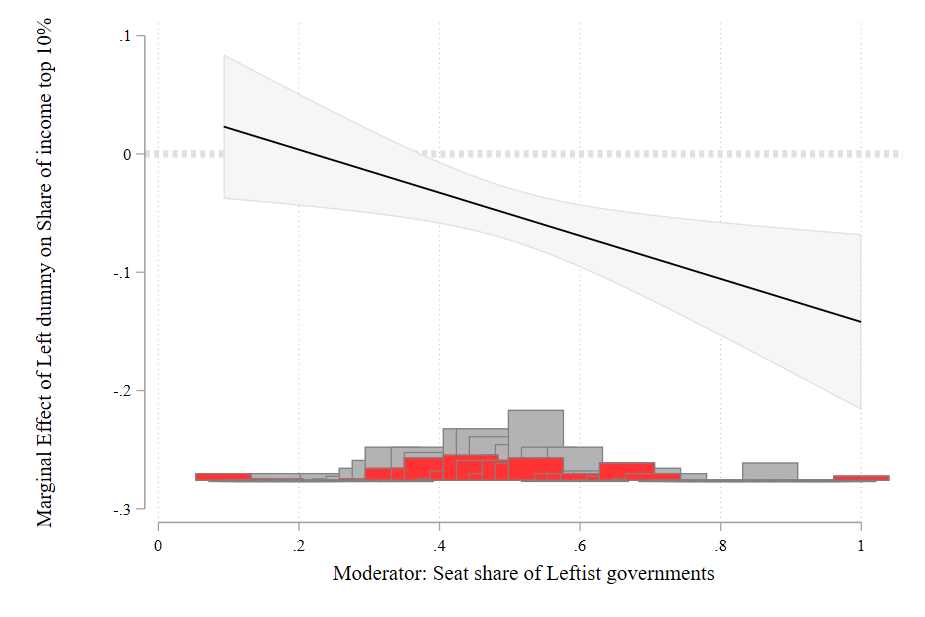 Marginal Effect of Left dummy on Share of income top 10%
.1
0
-.1
-.2
-.3
0 .2 .4 .6 .8 1
Moderator: Seat share of Leftist governments